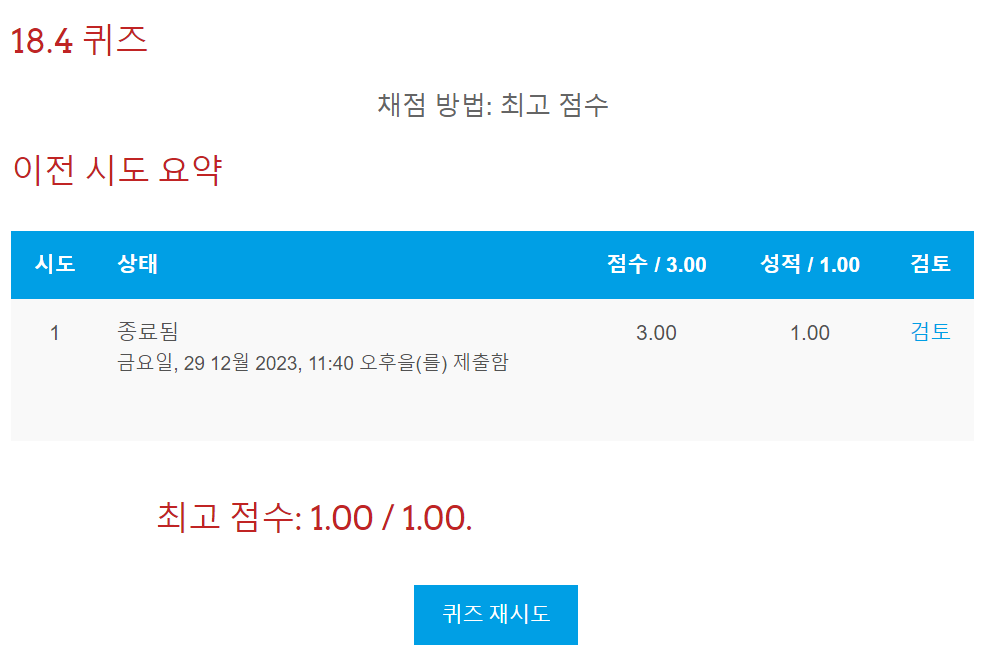 18.4 퀴즈
채점 방법: 최고 점수
이전 시도 요약
시도 상태 점수 / 3.00 성적 / 1.00 검토
1 종료됨 3.00 1.00 검토
금요일, 29 12월 2023, 11:40 오후을(를) 제출함
최고 점수: 1.00 / 1.00.
퀴즈 재시도